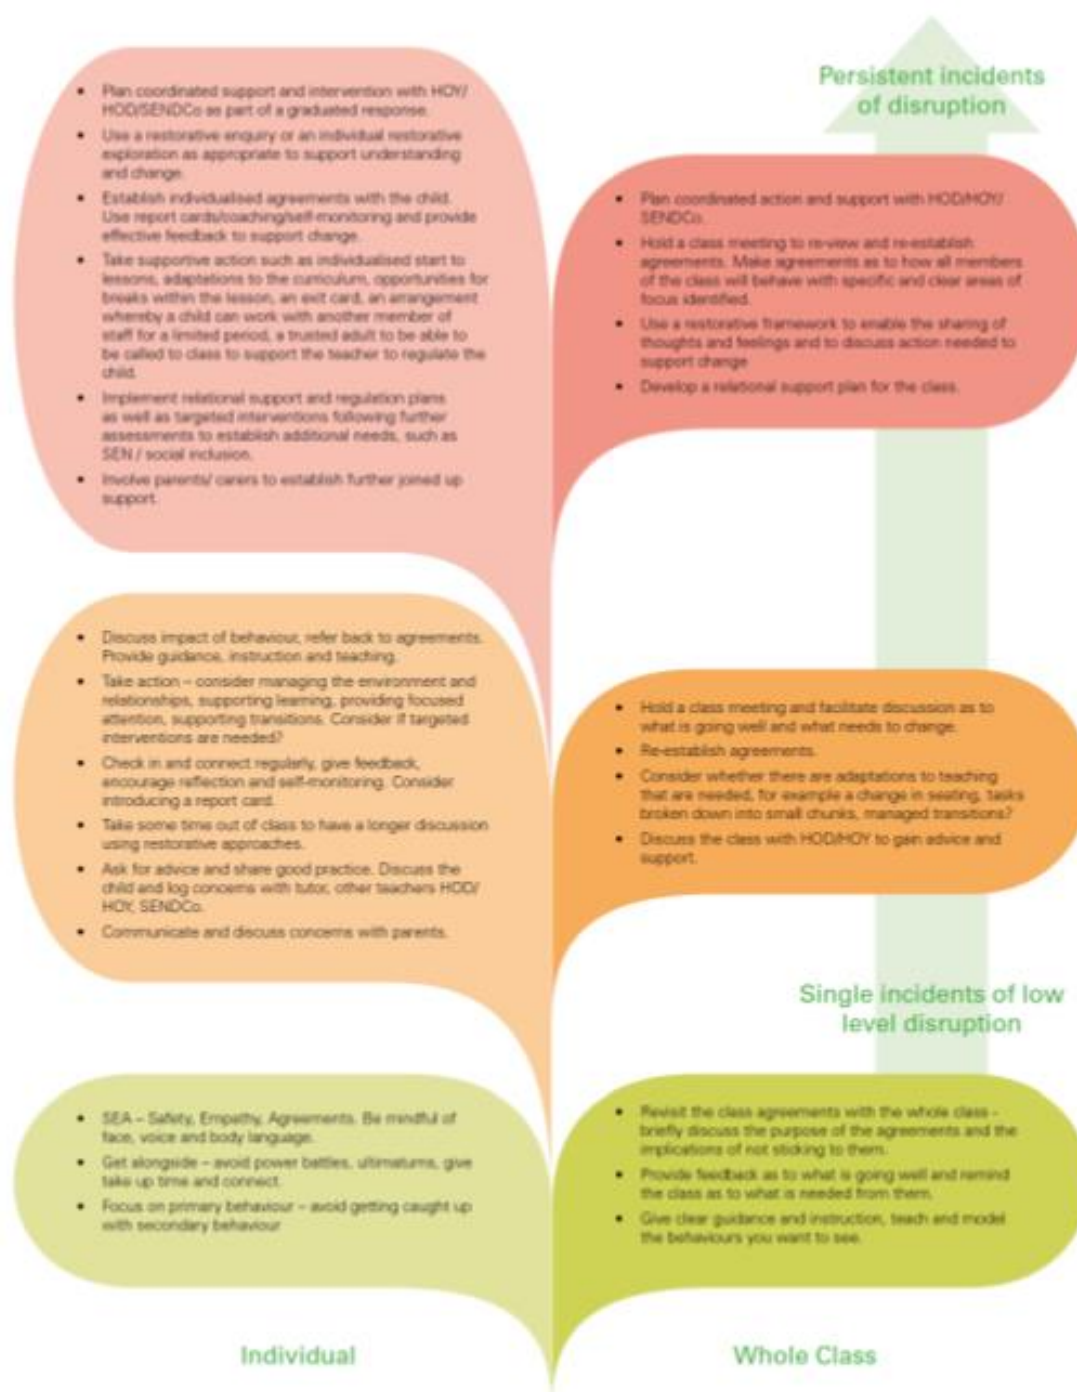 Persistent incidents
of disruption
• Plan coordinated support and intervention with HOY/
HOD/SENDCo as part of a graduated response.
• Use a restorative enquiry or an individual restorative
exploration as appropriate to support understanding
and change.
• Establish individualised agreements with the child.
Use report cards/coaching/self-monitoring and provide
effective feedback to support change.
• Take supportive action such as individualised start to
lessons, adaptations to the curriculum, opportunities for
breaks within the lesson, an exit card, an arrangement
whereby a child can work with another member of
staff for a limited period, a trusted adult to be able to
be called to class to support the teacher to regulate the
child.
• Implement relational support and regulation plans
as well as targeted interventions following further
assessments to establish additional needs, such as
SEN / social inclusion.
• Involve parents/ carers to establish further joined up
support.
• Plan coordinated action and support with HOD/HOY/
SENDCo.
• Hold a class meeting to re-view and re-establish
agreements. Make agreements as to how all members
of the class will behave with specific and clear areas of
focus identified.
• Use a restorative framework to enable the sharing of
thoughts and feelings and to discuss action needed to
support change
• Develop a relational support plan for the class.
• Discuss impact of behaviour, refer back to agreements.
Provide guidance, instruction and teaching.
• Take action – consider managing the environment and
relationships, supporting learning, providing focused
attention, supporting transitions. Consider if targeted
interventions are needed?
• Check in and connect regularly, give feedback,
encourage reflection and self-monitoring. Consider
introducing a report card.
• Take some time out of class to have a longer discussion
using restorative approaches.
• Ask for advice and share good practice. Discuss the
child and log concerns with tutor, other teachers HOD/
HOY, SENDCo.
• Communicate and discuss concerns with parents.
• Hold a class meeting and facilitate discussion as to
what is going well and what needs to change.
• Re-establish agreements.
• Consider whether there are adaptations to teaching
that are needed, for example a change in seating, tasks
broken down into small chunks, managed transitions?
• Discuss the class with HOD/HOY to gain advice and
support.
Single incidents of low
level disruption
• SEA – Safety, Empathy, Agreements. Be mindful of
face, voice and body language.
• Get alongside – avoid power battles, ultimatums, give
take up time and connect.
• Focus on primary behaviour – avoid getting caught up
with secondary behaviour
• Revisit the class agreements with the whole class -
briefly discuss the purpose of the agreements and the
implications of not sticking to them.
• Provide feedback as to what is going well and remind
the class as to what is needed from them.
• Give clear guidance and instruction, teach and model
the behaviours you want to see.
Individual
Whole Class